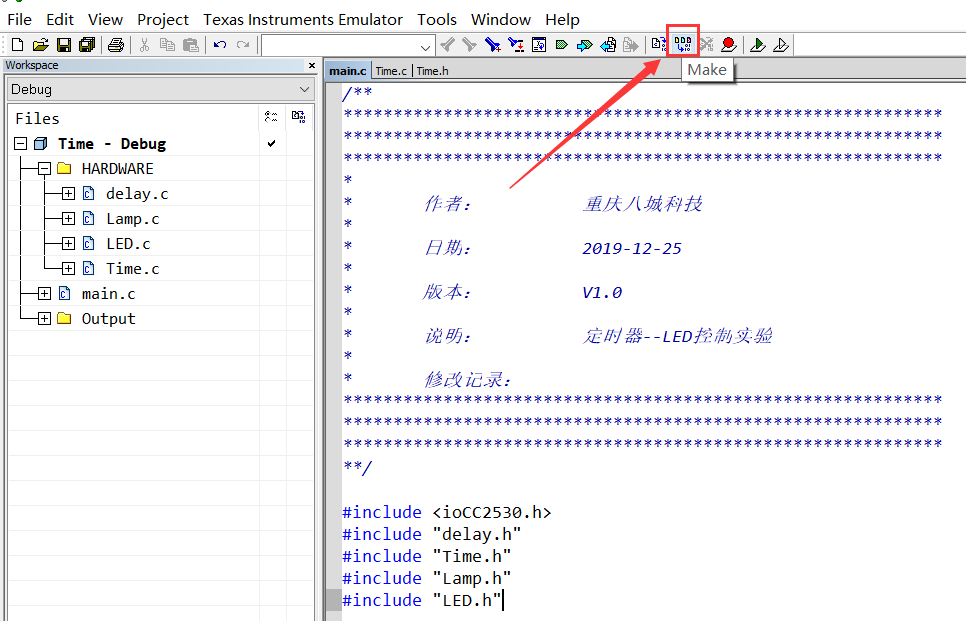 File Edit View Project Texas Instruments Emulator Tools Window Help
Workspace
Debug
Files
Time - Debug
HARDWARE
delay.c
Lamp.c
LED.c
Time.c
main.c
Output
Make
main.c Time.c Time.h
/**
************************************************************
************************************************************
************************************************************
*
* 作者: 重庆八城科技
*
* 日期: 2019-12-25
*
* 版本: V1.0
*
* 说明: 定时器--LED控制实验
*
* 修改记录:
************************************************************
************************************************************
************************************************************
**/
#include <ioCC2530.h>
#include "delay.h"
#include "Time.h"
#include "Lamp.h"
#include "LED.h"